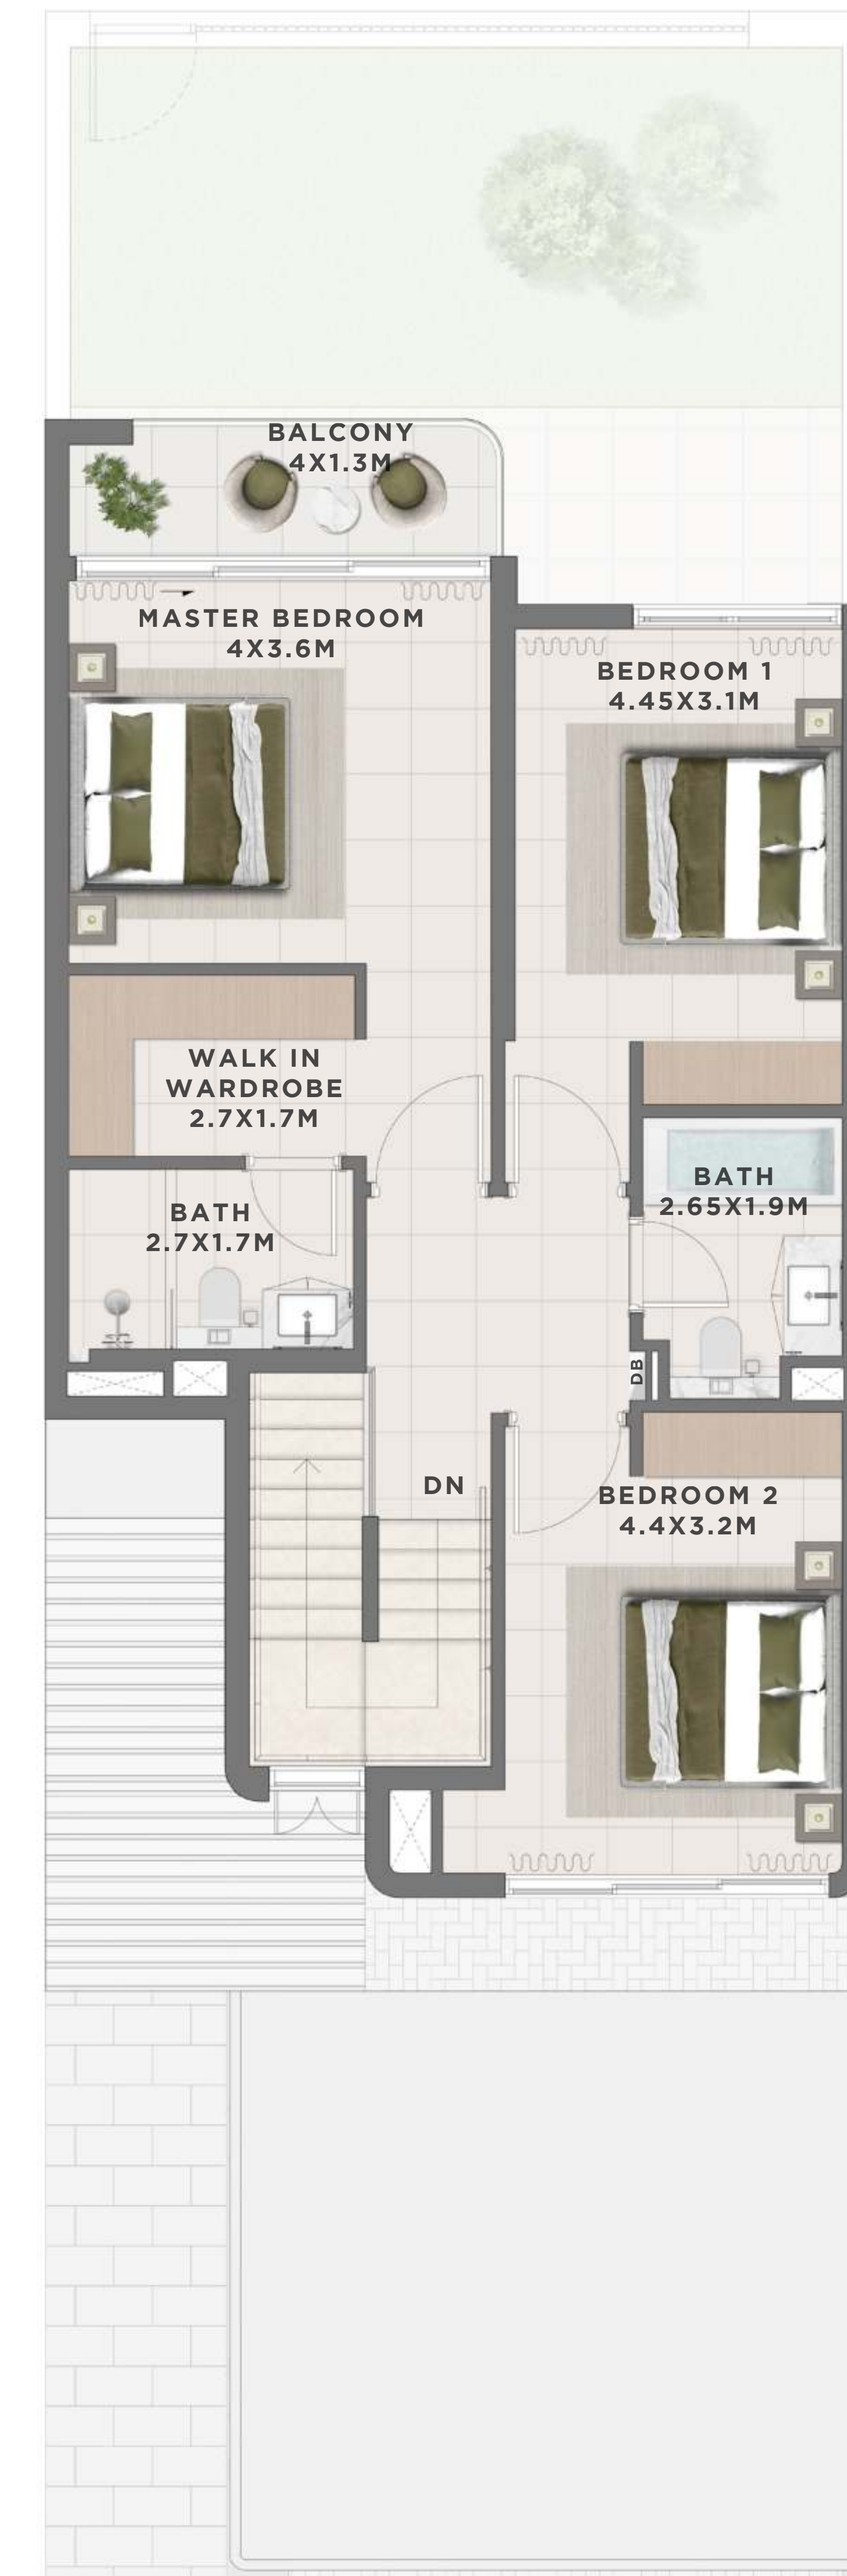 BALCONY
4X1.3M
MASTER BEDROOM
4X3.6M
BEDROOM 1
4.45X3.1M
WALK IN
WARDROBE
2.7X1.7M
BATH
2.65X1.9M
BATH
2.7X1.7M
DB
DN
BEDROOM 2
4.4X3.2M